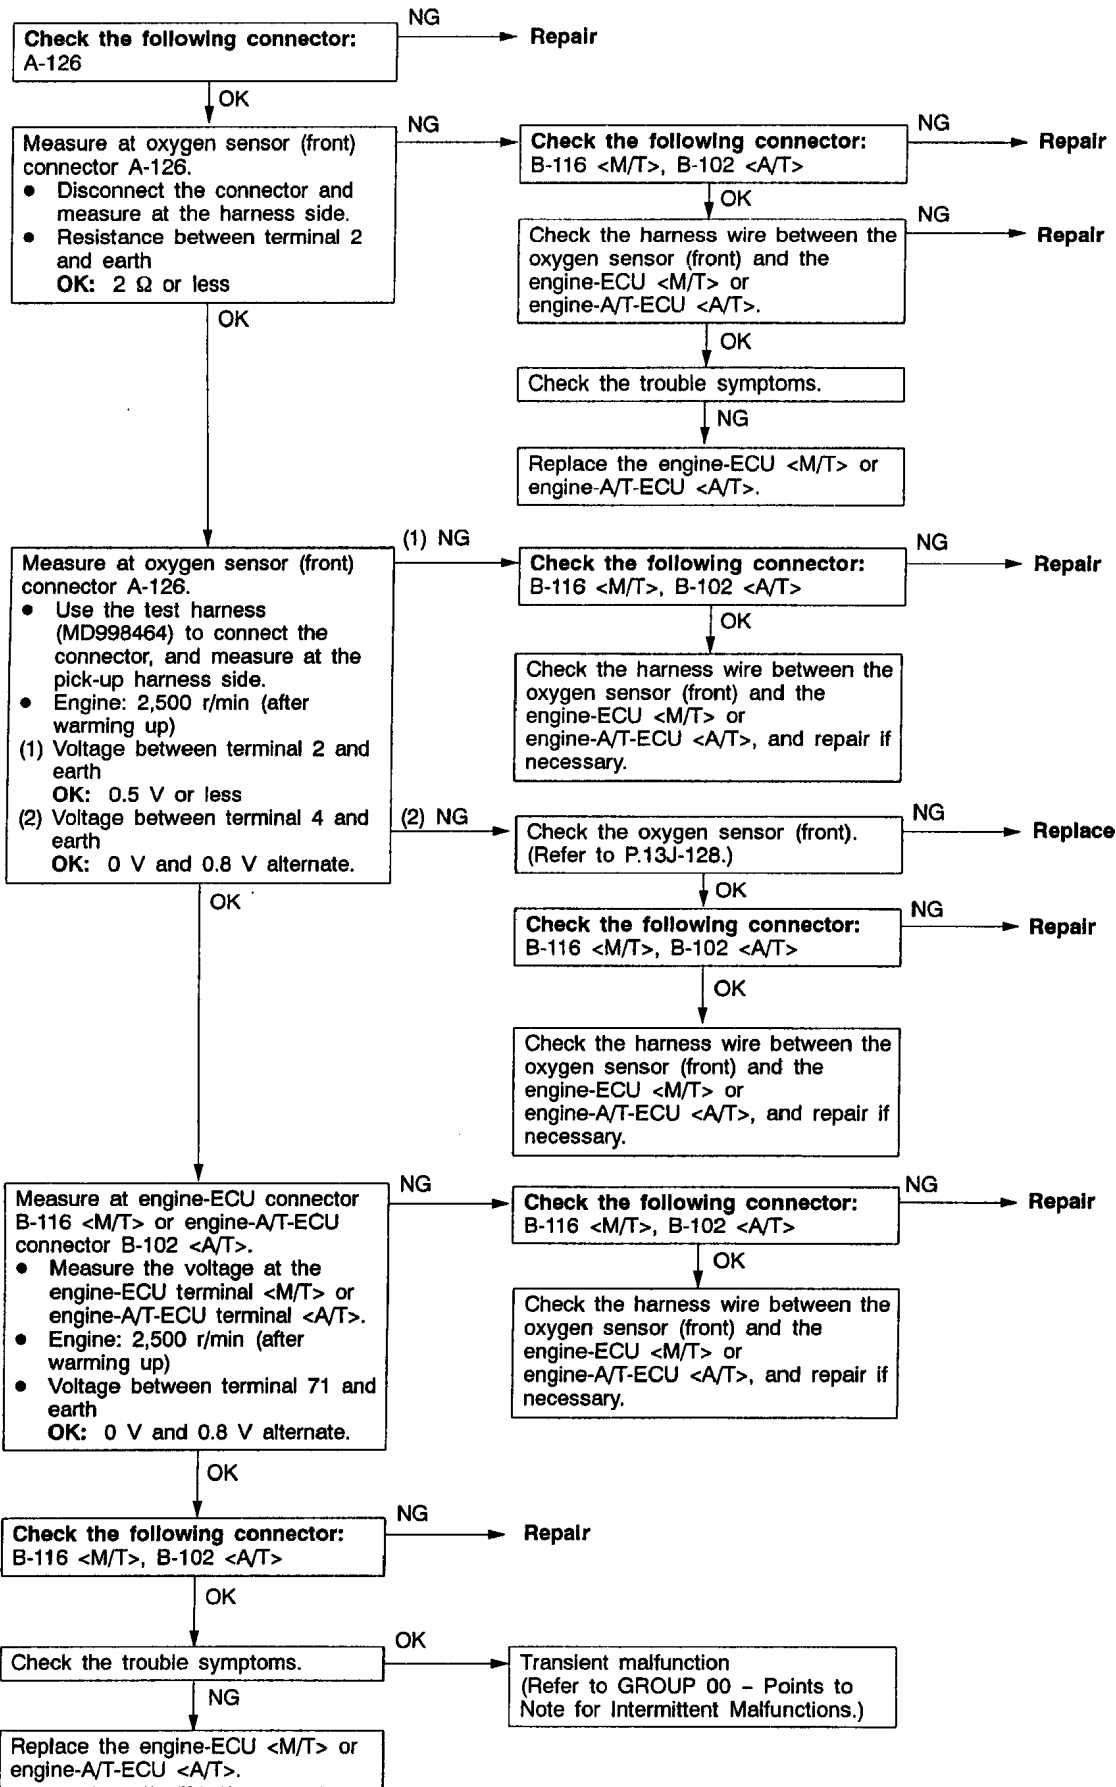 NG
Check the following connector:
A-126
Repair
OK
Measure at oxygen sensor (front)
connector A-126.
● Disconnect the connector and
measure at the harness side.
● Resistance between terminal 2
and earth
OK: 2 Ω or less
NG
Check the following connector:
B-116 <M/T>, B-102 <A/T>
NG
Repair
OK
Check the harness wire between the
oxygen sensor (front) and the
engine-ECU <M/T> or
engine-A/T-ECU <A/T>.
NG
Repair
OK
Check the trouble symptoms.
NG
Replace the engine-ECU <M/T> or
engine-A/T-ECU <A/T>.
OK
Measure at oxygen sensor (front)
connector A-126.
● Use the test harness
(MD998464) to connect the
connector, and measure at the
pick-up harness side.
● Engine: 2,500 r/min (after
warming up)
(1) Voltage between terminal 2 and
earth
OK: 0.5 V or less
(2) Voltage between terminal 4 and
earth
OK: 0 V and 0.8 V alternate.
(1) NG
Check the following connector:
B-116 <M/T>, B-102 <A/T>
NG
Repair
OK
Check the harness wire between the
oxygen sensor (front) and the
engine-ECU <M/T> or
engine-A/T-ECU <A/T>, and repair if
necessary.
(2) NG
Check the oxygen sensor (front).
(Refer to P.13J-128.)
NG
Replace
OK
Check the following connector:
B-116 <M/T>, B-102 <A/T>
NG
Repair
OK
Check the harness wire between the
oxygen sensor (front) and the
engine-ECU <M/T> or
engine-A/T-ECU <A/T>, and repair if
necessary.
OK
Measure at engine-ECU connector
B-116 <M/T> or engine-A/T-ECU
connector B-102 <A/T>.
● Measure the voltage at the
engine-ECU terminal <M/T> or
engine-A/T-ECU terminal <A/T>.
● Engine: 2,500 r/min (after
warming up)
● Voltage between terminal 71 and
earth
OK: 0 V and 0.8 V alternate.
NG
Check the following connector:
B-116 <M/T>, B-102 <A/T>
NG
Repair
OK
Check the harness wire between the
oxygen sensor (front) and the
engine-ECU <M/T> or
engine-A/T-ECU <A/T>, and repair if
necessary.
OK
Check the following connector:
B-116 <M/T>, B-102 <A/T>
NG
Repair
OK
Check the trouble symptoms.
OK
Transient malfunction
(Refer to GROUP 00 – Points to
Note for Intermittent Malfunctions.)
NG
Replace the engine-ECU <M/T> or
engine-A/T-ECU <A/T>.